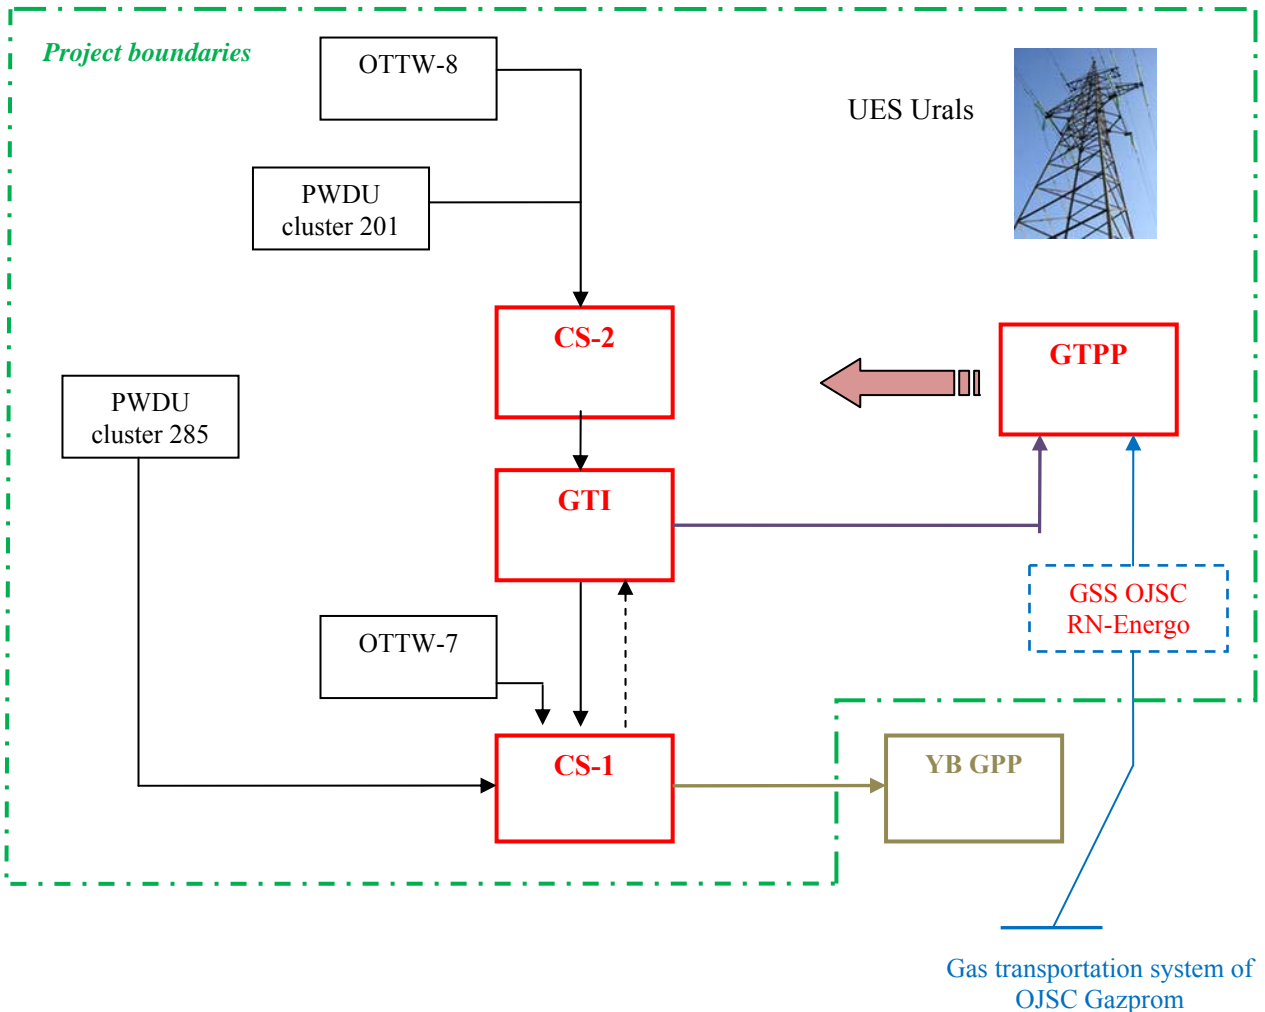 Project boundaries
OTTW-8
UES Urals
PWDU
cluster 201
CS-2
GTPP
PWDU
cluster 285
GTI
GSS OJSC
RN-Energo
OTTW-7
CS-1
YB GPP
Gas transportation system of
OJSC Gazprom